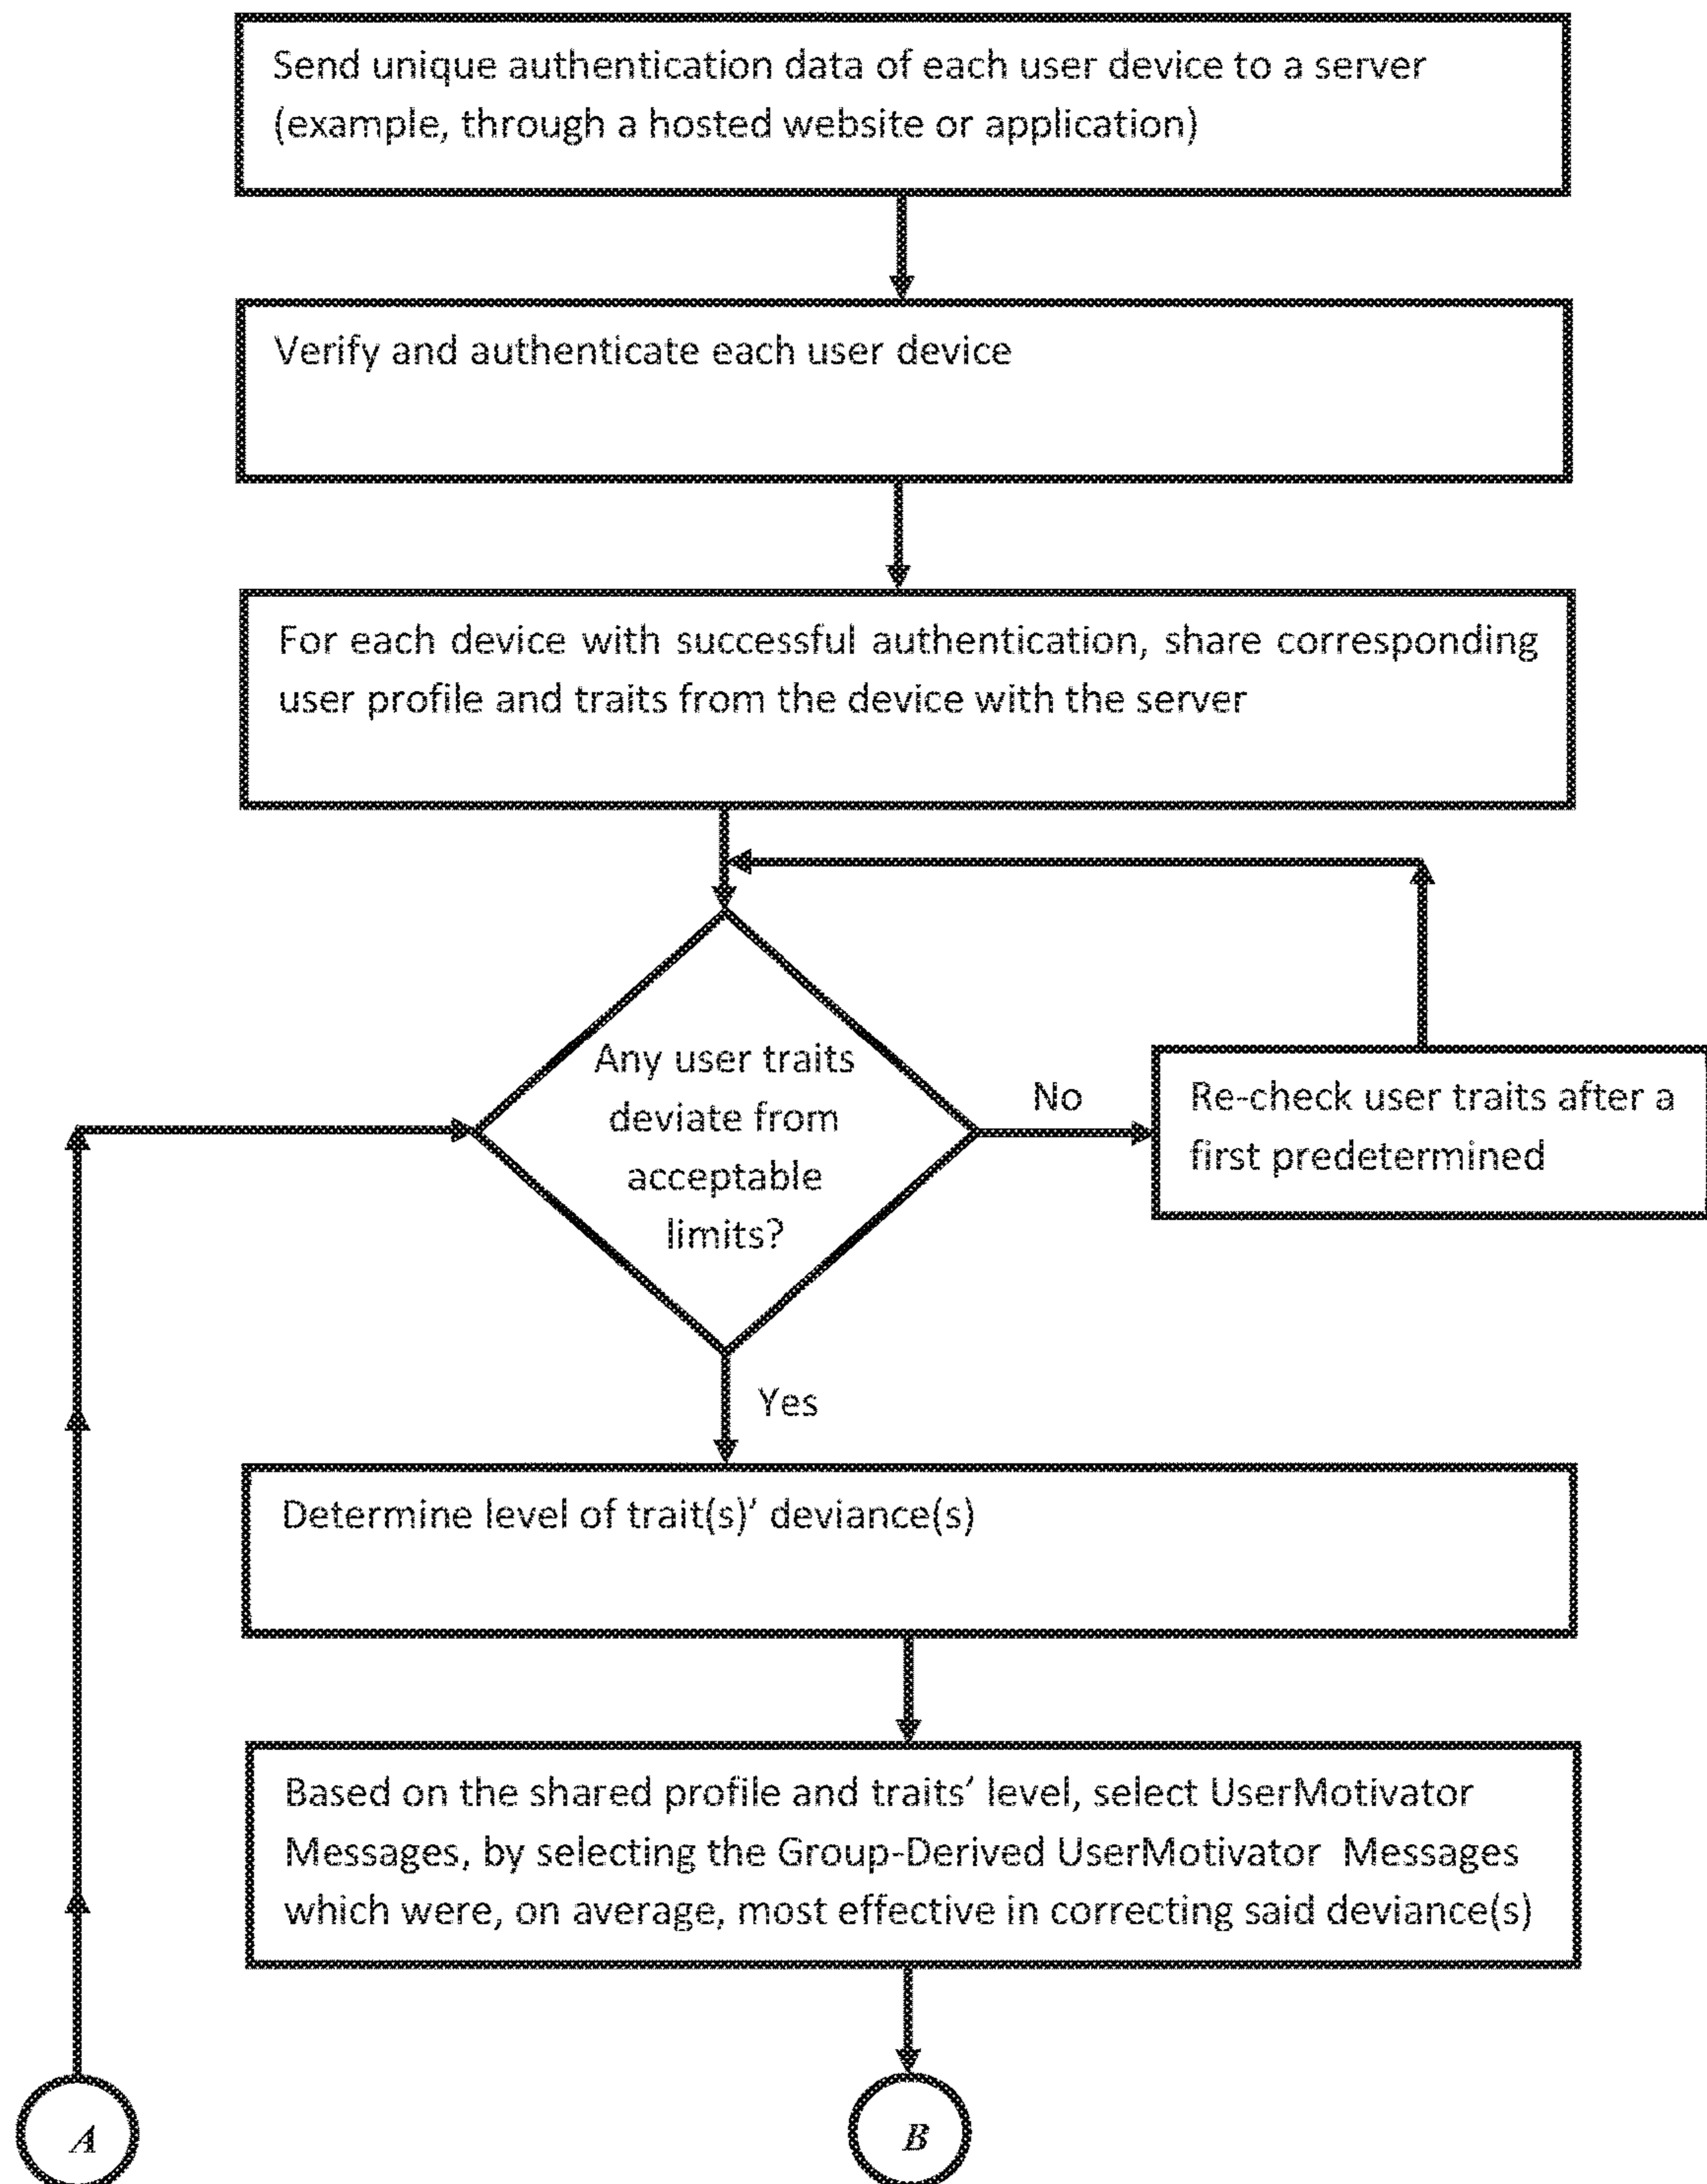 Send unique authentication data of each user device to a server
(example, through a hosted website or application)
Verify and authenticate each user device
For each device with successful authentication, share corresponding
user profile and traits from the device with the server
Any user traits
deviate from
acceptable
limits?
No
Re-check user traits after a
first predetermined
Yes
Determine level of trait(s)’ deviance(s)
Based on the shared profile and traits’ level, select UserMotivator
Messages, by selecting the Group-Derived UserMotivator Messages
which were, on average, most effective in correcting said deviance(s)
A
B